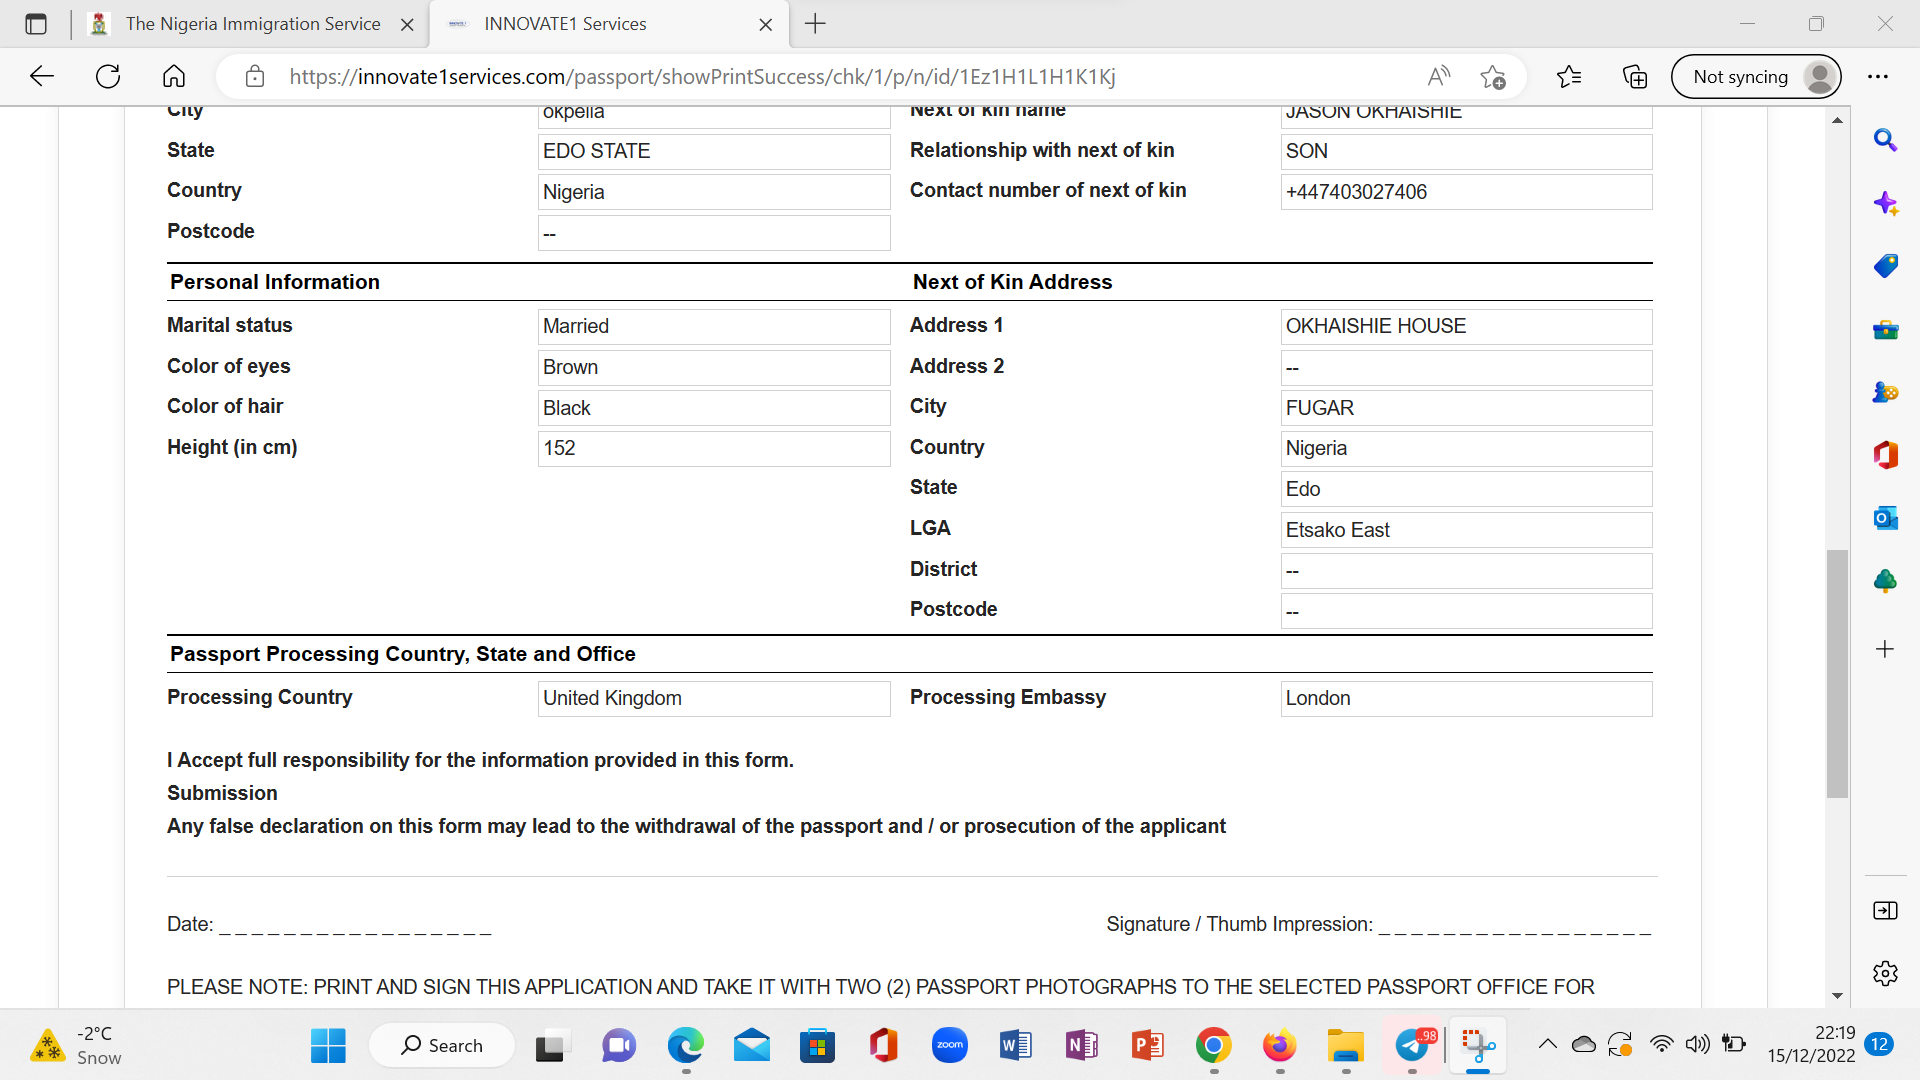 The Nigeria Immigration Service
INNOVATE1 Services
https://innovate1services.com/passport/showPrintSuccess/chk/1/p/n/id/1Ez1H1L1H1K1Kj
Not syncing
City okpella Next of kin name JASON OKHAISHIE
State EDO STATE Relationship with next of kin SON
Country Nigeria Contact number of next of kin +447403027406
Postcode --
Personal Information Next of Kin Address
Marital status Married Address 1 OKHAISHIE HOUSE
Color of eyes Brown Address 2 --
Color of hair Black City FUGAR
Height (in cm) 152 Country Nigeria
State Edo
LGA Etsako East
District --
Postcode --
Passport Processing Country, State and Office
Processing Country United Kingdom Processing Embassy London
I Accept full responsibility for the information provided in this form.
Submission
Any false declaration on this form may lead to the withdrawal of the passport and / or prosecution of the applicant
Date: _ _ _ _ _ _ _ _ _ _ _ _ _ _ _ _ _ Signature / Thumb Impression: _ _ _ _ _ _ _ _ _ _ _ _ _ _ _ _ _
PLEASE NOTE: PRINT AND SIGN THIS APPLICATION AND TAKE IT WITH TWO (2) PASSPORT PHOTOGRAPHS TO THE SELECTED PASSPORT OFFICE FOR
-2°C
Snow
Search
zoom
..98
22:19
15/12/2022
12